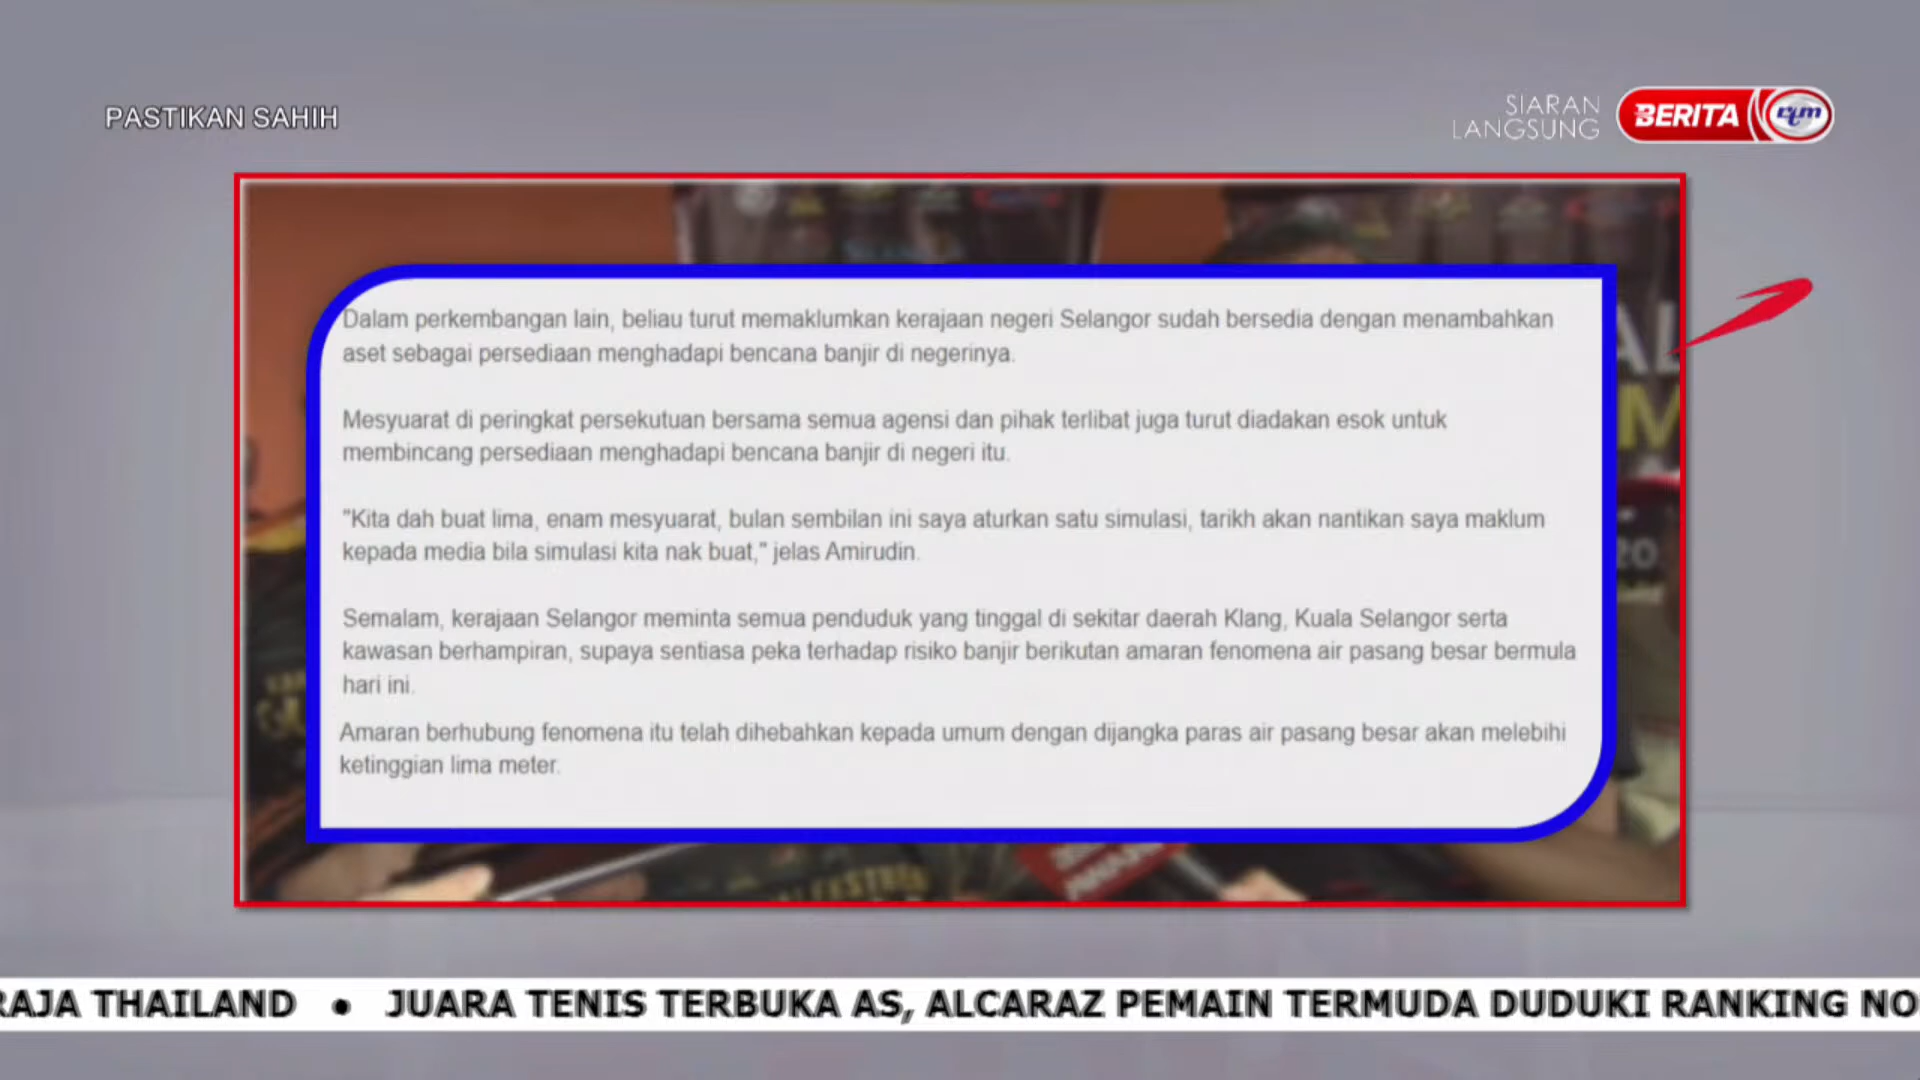 PASTIKAN SAHIH
SIARAN
LANGSUNG
BERITA rtm
Dalam perkembangan lain, beliau turut memaklumkan kerajaan negeri Selangor sudah bersedia dengan menambahkan
aset sebagai persediaan menghadapi bencana banjir di negerinya.
Mesyuarat di peringkat persekutuan bersama semua agensi dan pihak terlibat juga turut diadakan esok untuk
membincang persediaan menghadapi bencana banjir di negeri itu.
"Kita dah buat lima, enam mesyuarat, bulan sembilan ini saya aturkan satu simulasi, tarikh akan nantikan saya maklum
kepada media bila simulasi kita nak buat," jelas Amirudin.
Semalam, kerajaan Selangor meminta semua penduduk yang tinggal di sekitar daerah Klang, Kuala Selangor serta
kawasan berhampiran, supaya sentiasa peka terhadap risiko banjir berikutan amaran fenomena air pasang besar bermula
hari ini.
Amaran berhubung fenomena itu telah dihebahkan kepada umum dengan dijangka paras air pasang besar akan melebihi
ketinggian lima meter.
RAJA THAILAND • JUARA TENIS TERBUKA AS, ALCARAZ PEMAIN TERMUDA DUDUKI RANKING NO